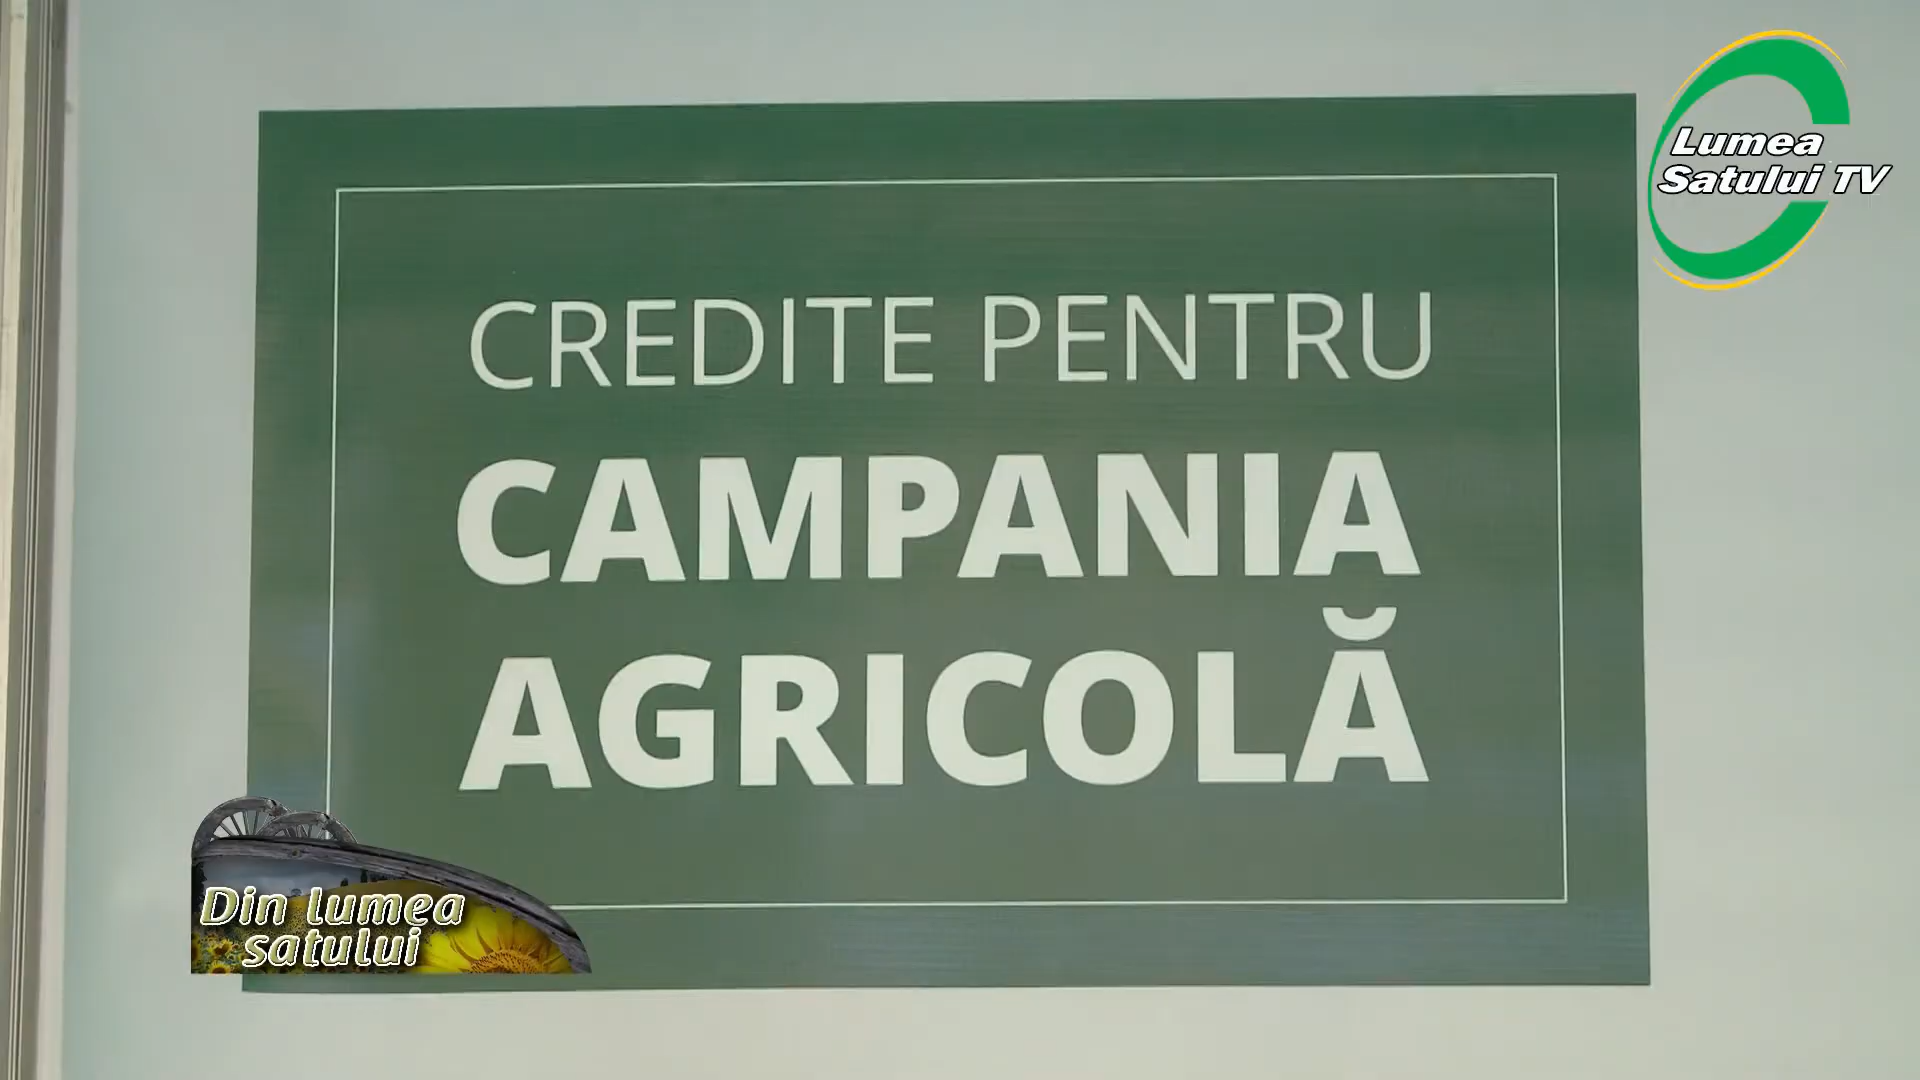 Lumea
Satului TV
CREDITE PENTRU
CAMPANIA
AGRICOLĂ
Din lumea
satului